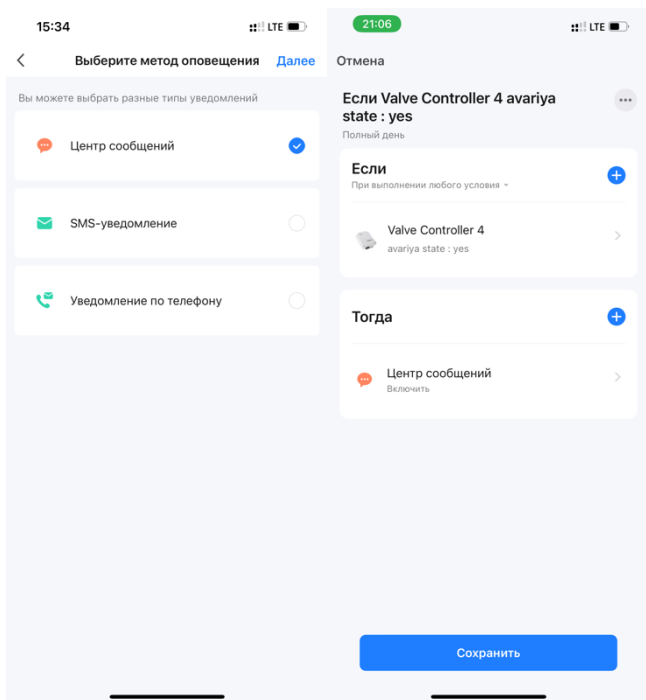 15:34
LTE
Выберите метод оповещения Далее
Вы можете выбрать разные типы уведомлений
Центр сообщений
SMS-уведомление
Уведомление по телефону
21:06
LTE
Отмена
Если Valve Controller 4 avariya
state : yes
Полный день
Если
При выполнении любого условия
Valve Controller 4
avariya state : yes
Тогда
Центр сообщений
Включить
Сохранить